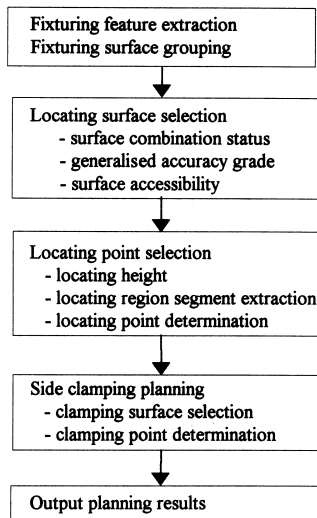 Fixturing feature extraction
Fixturing surface grouping
Locating surface selection
- surface combination status
- generalised accuracy grade
- surface accessibility
Locating point selection
- locating height
- locating region segment extraction
- locating point determination
Side clamping planning
- clamping surface selection
- clamping point determination
Output planning results